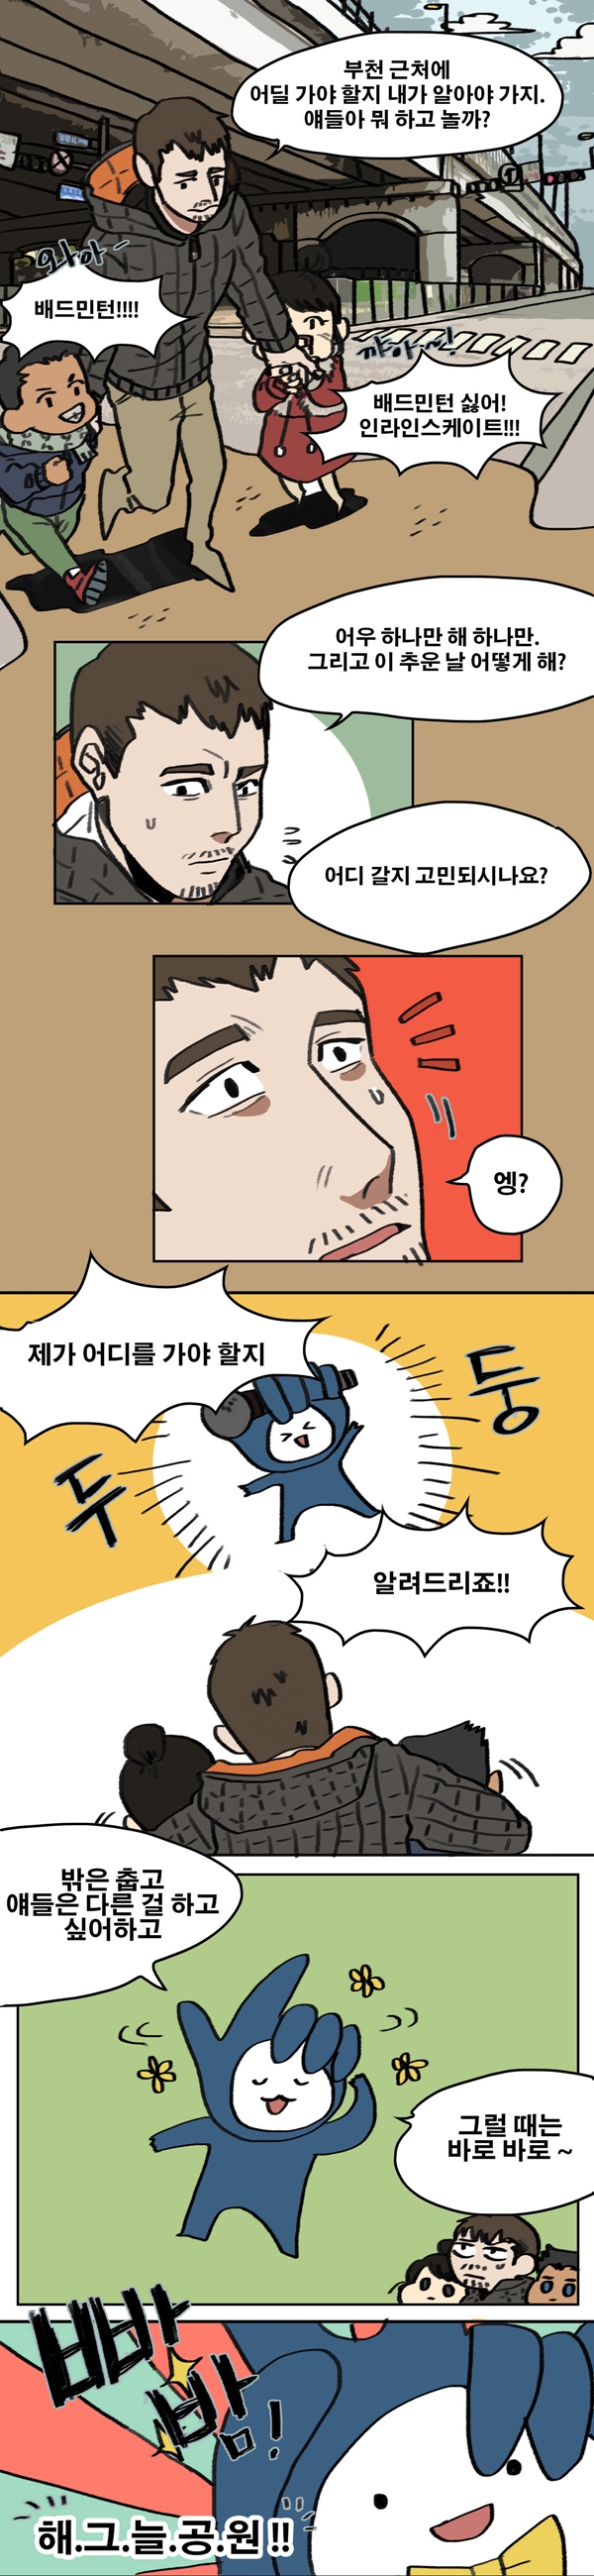 부천 근처에
어딜 가야 할지 내가 알아야 가지.
얘들아 뭐 하고 놀까?
와아~
배드민턴!!!!
까아~!
배드민턴 싫어!
인라인스케이트!!!
어우 하나만 해 하나만.
그리고 이 추운 날 어떻게 해?
어디 갈지 고민되시나요?
엥?
제가 어디를 가야 할지
두
둥
알려드리죠!!
밖은 춥고
얘들은 다른 걸 하고
싶어하고
그럴 때는
바로 바로 ~
빠바
밤!
해.그.늘.공.원 !!